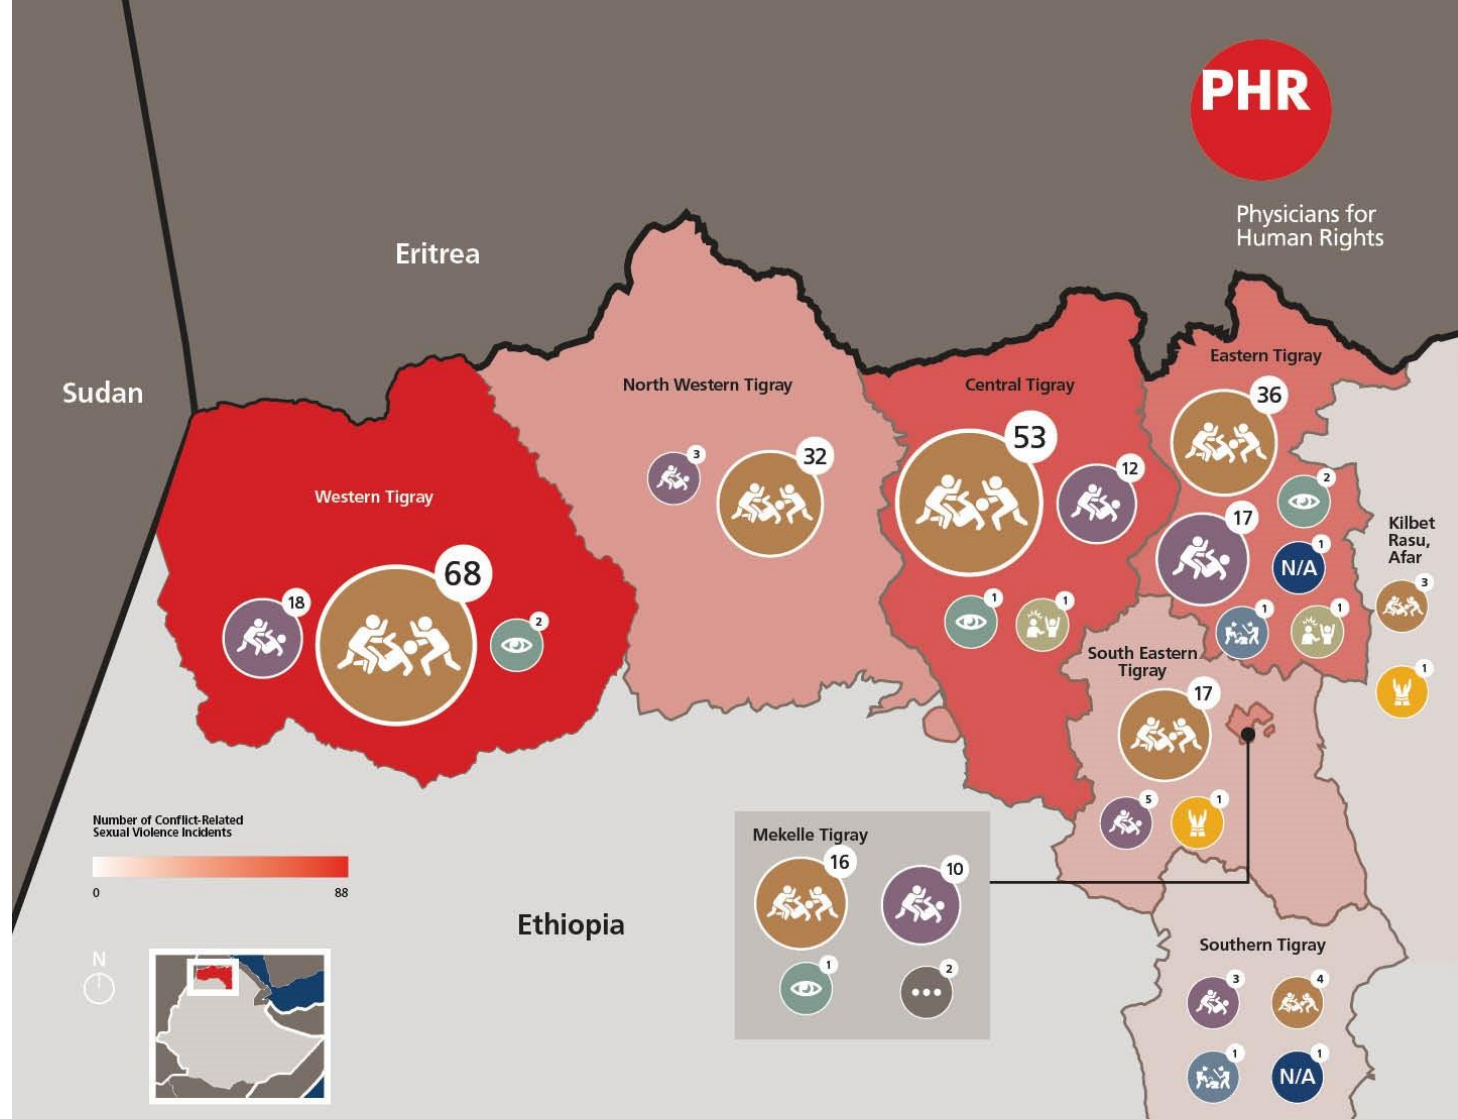 PHR
Physicians for
Human Rights
Eritrea
Sudan
Western Tigray
18
68
2
North Western Tigray
3
32
Central Tigray
53
12
1
1
Eastern Tigray
36
2
17
1
N/A
1
1
Kilbet
Rasu,
Afar
3
1
South Eastern
Tigray
17
5
1
Mekelle Tigray
16
10
1
2
Southern Tigray
3
4
1
1
N/A
Ethiopia
Number of Conflict-Related
Sexual Violence Incidents
0
88
N